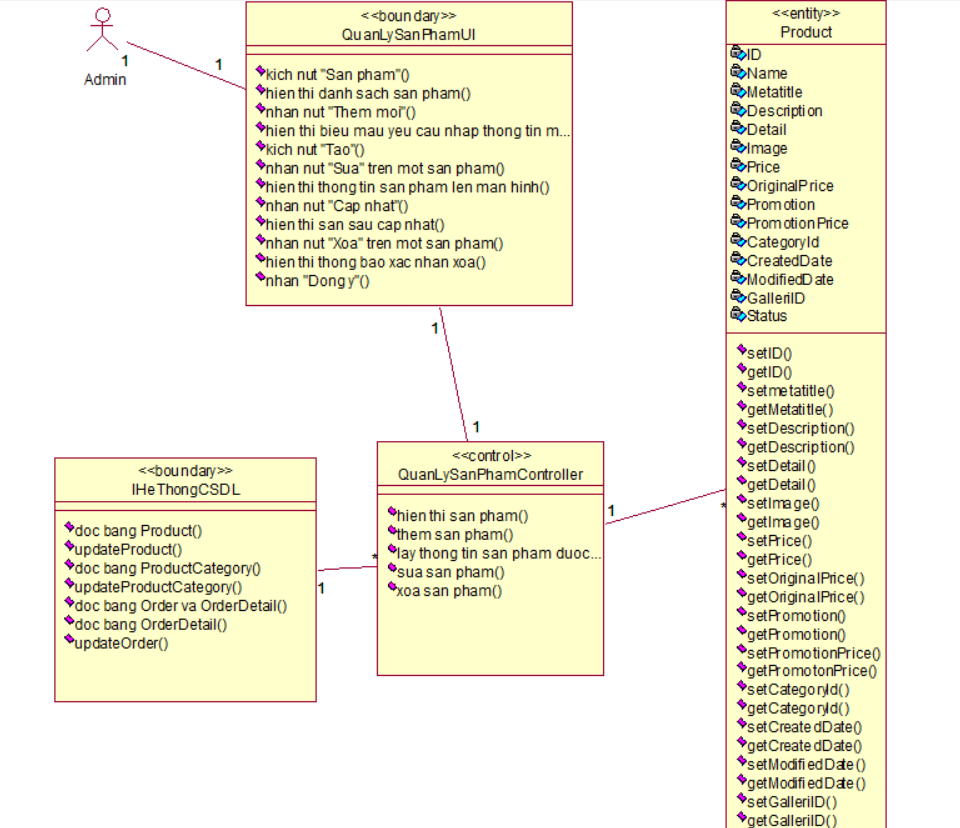 Admin
1
1
<<boundary>>
QuanLySanPhamUI
kich nut "San pham"()
hien thi danh sach san pham()
nhan nut "Them moi"()
hien thi bieu mau yeu cau nhap thong tin m...
kich nut "Tao"()
nhan nut "Sua" tren mot san pham()
hien thi thong tin san pham len man hinh()
nhan nut "Cap nhat"()
hien thi san sau cap nhat()
nhan nut "Xoa" tren mot san pham()
hien thi thong bao xac nhan xoa()
nhan "Dong y"()
1
1
<<boundary>>
IHeThongCSDL
doc bang Product()
updateProduct()
doc bang ProductCategory()
updateProductCategory()
doc bang Order va OrderDetail()
doc bang OrderDetail()
updateOrder()
1
*
<<control>>
QuanLySanPhamController
hien thi san pham()
them san pham()
lay thong tin san pham duoc...
sua san pham()
xoa san pham()
1
*
<<entity>>
Product
ID
Name
Metatitle
Description
Detail
Image
Price
OriginalPrice
Promotion
PromotionPrice
CategoryId
CreatedDate
ModifiedDate
GalleriID
Status
setID()
getID()
setmetatitle()
getMetatitle()
setDescription()
getDescription()
setDetail()
getDetail()
setImage()
getImage()
setPrice()
getPrice()
setOriginalPrice()
getOriginalPrice()
setPromotion()
getPromotion()
setPromotionPrice()
getPromotonPrice()
setCategoryId()
getCategoryId()
setCreatedDate()
getCreatedDate()
setModifiedDate()
getModifiedDate()
setGalleriID()
getGalleriID()